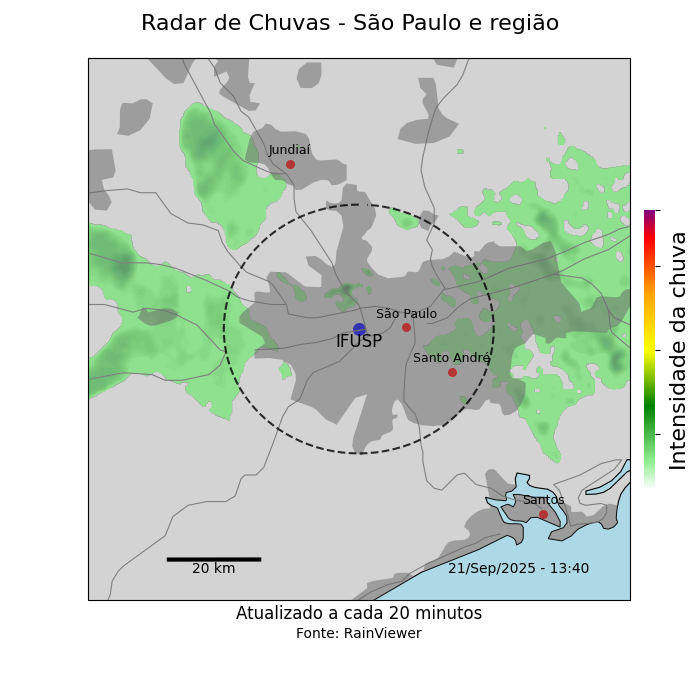 Radar de Chuvas - São Paulo e região
Jundiaí
São Paulo
IFUSP
Santo André
Santos
20 km
21/Sep/2025 - 13:40
Intensidade da chuva
Atualizado a cada 20 minutos
Fonte: RainViewer